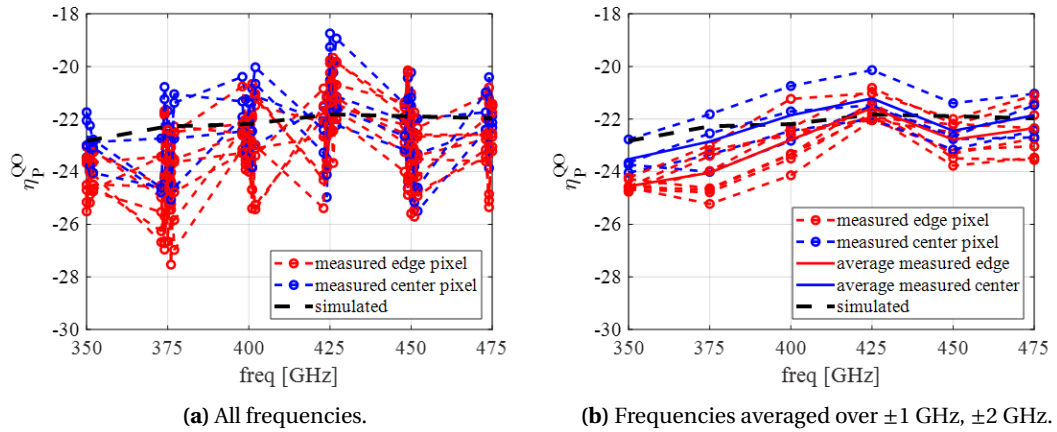 -18
-20
-22
-24
-26
-28
-30
η_P^QO
350 375 400 425 450 475
freq [GHz]
measured edge pixel
measured center pixel
simulated
(a) All frequencies.
-18
-20
-22
-24
-26
-28
-30
η_P^QO
350 375 400 425 450 475
freq [GHz]
measured edge pixel
measured center pixel
average measured edge
average measured center
simulated
(b) Frequencies averaged over ±1 GHz, ±2 GHz.